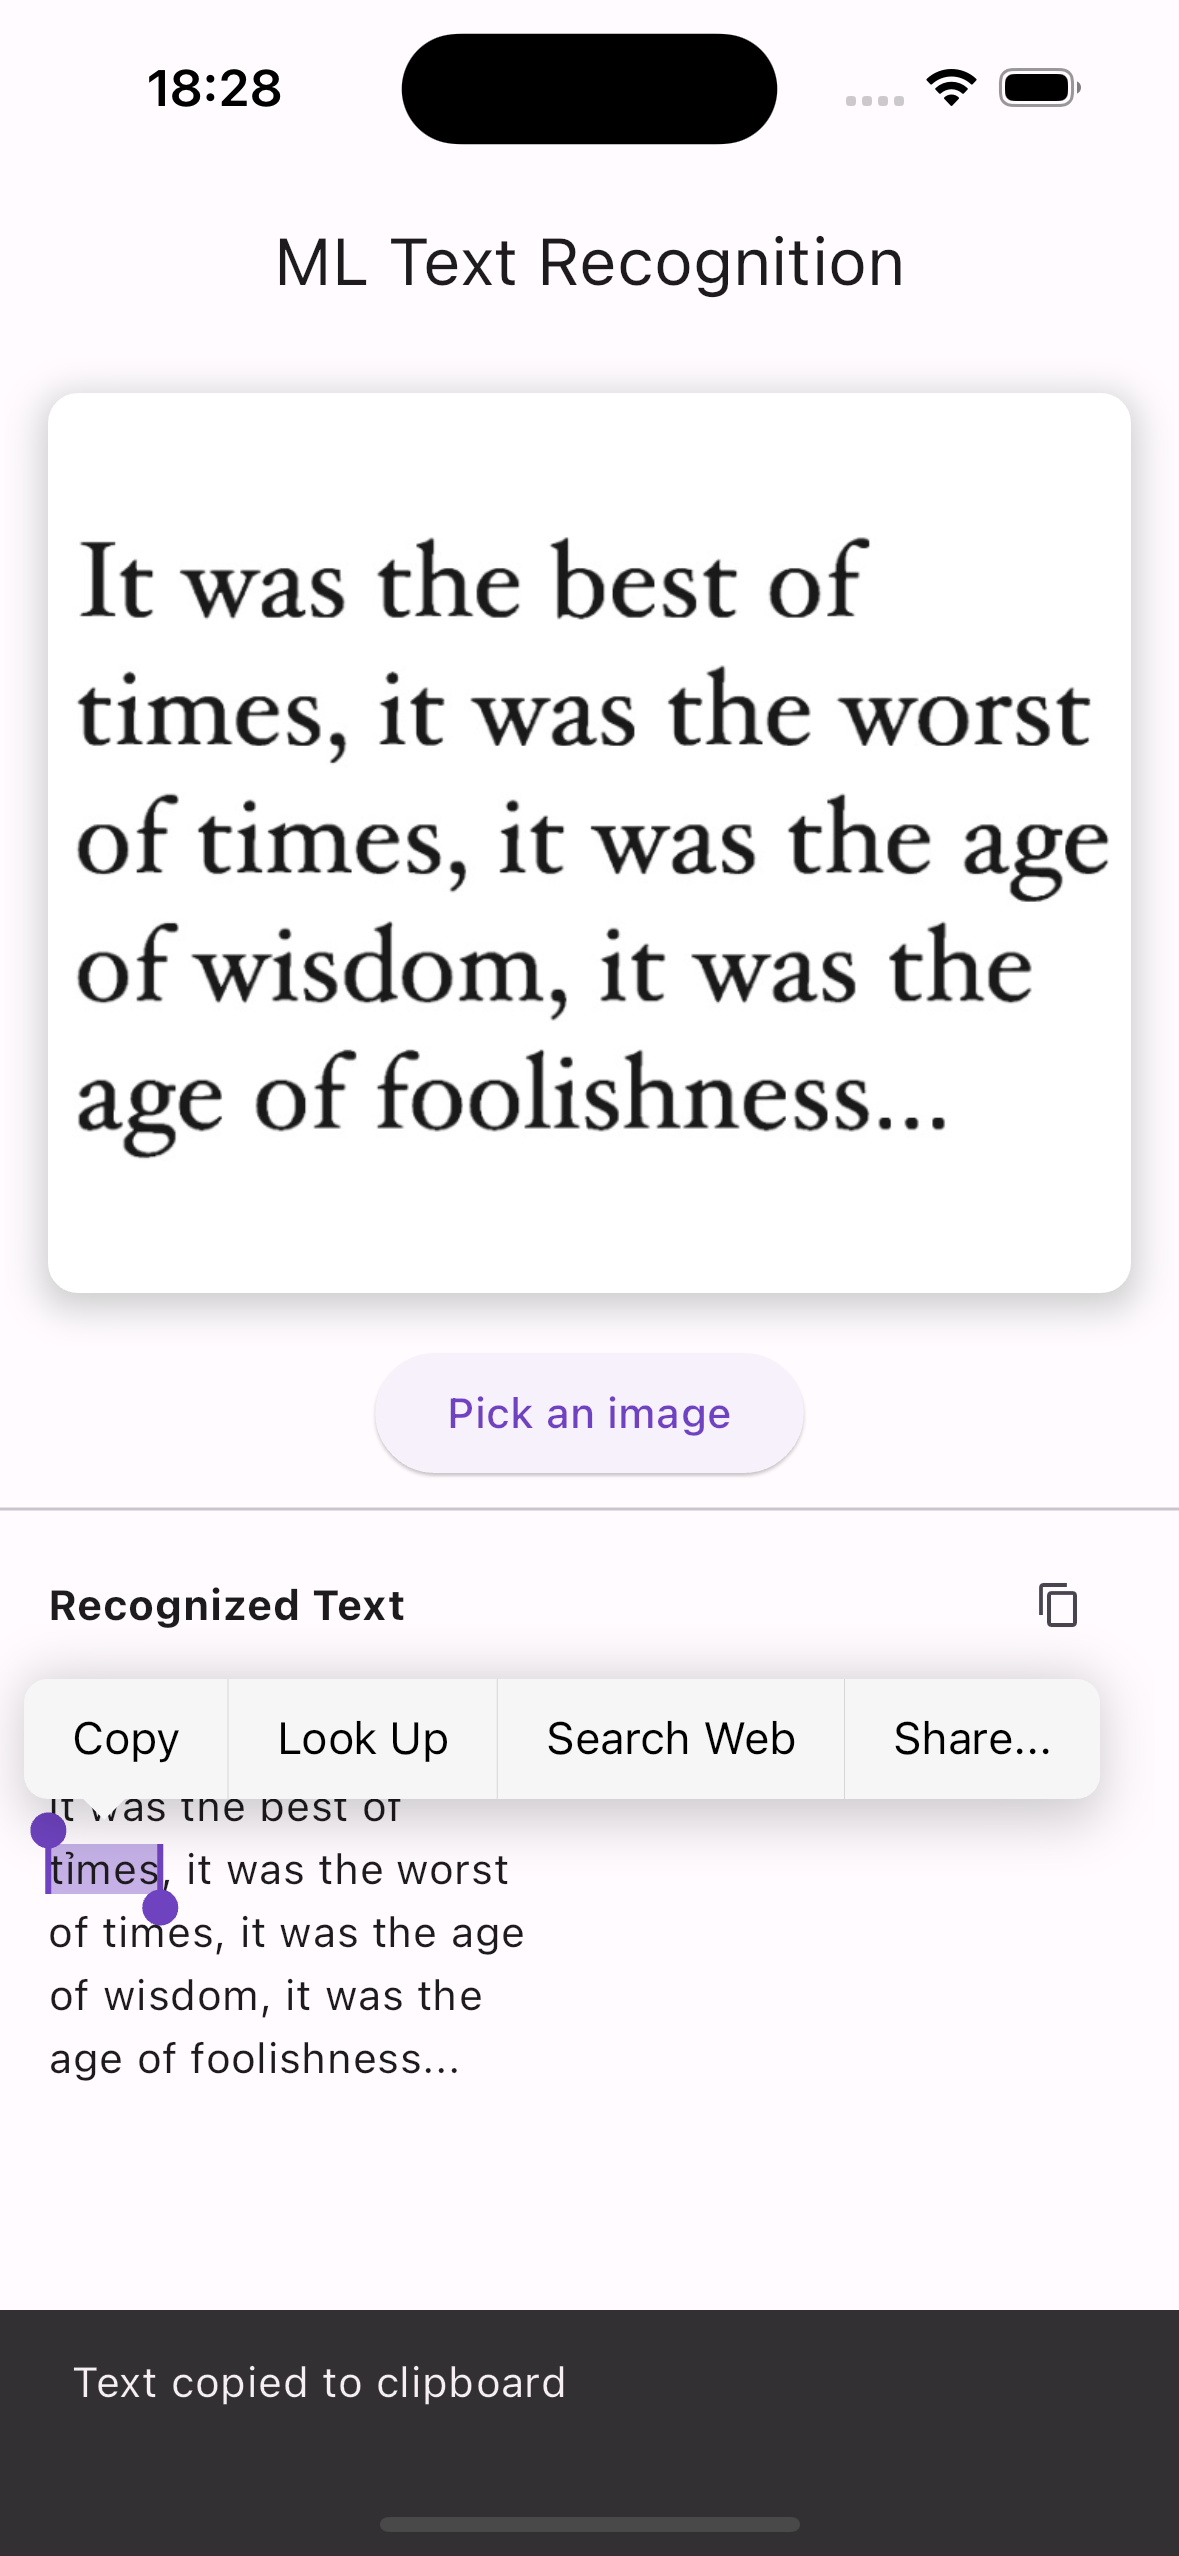 18:28
ML Text Recognition
It was the best of
times, it was the worst
of times, it was the age
of wisdom, it was the
age of foolishness...
Pick an image
Recognized Text
Copy
Look Up
Search Web
Share...
It was the best of
times, it was the worst
of times, it was the age
of wisdom, it was the
age of foolishness...
Text copied to clipboard